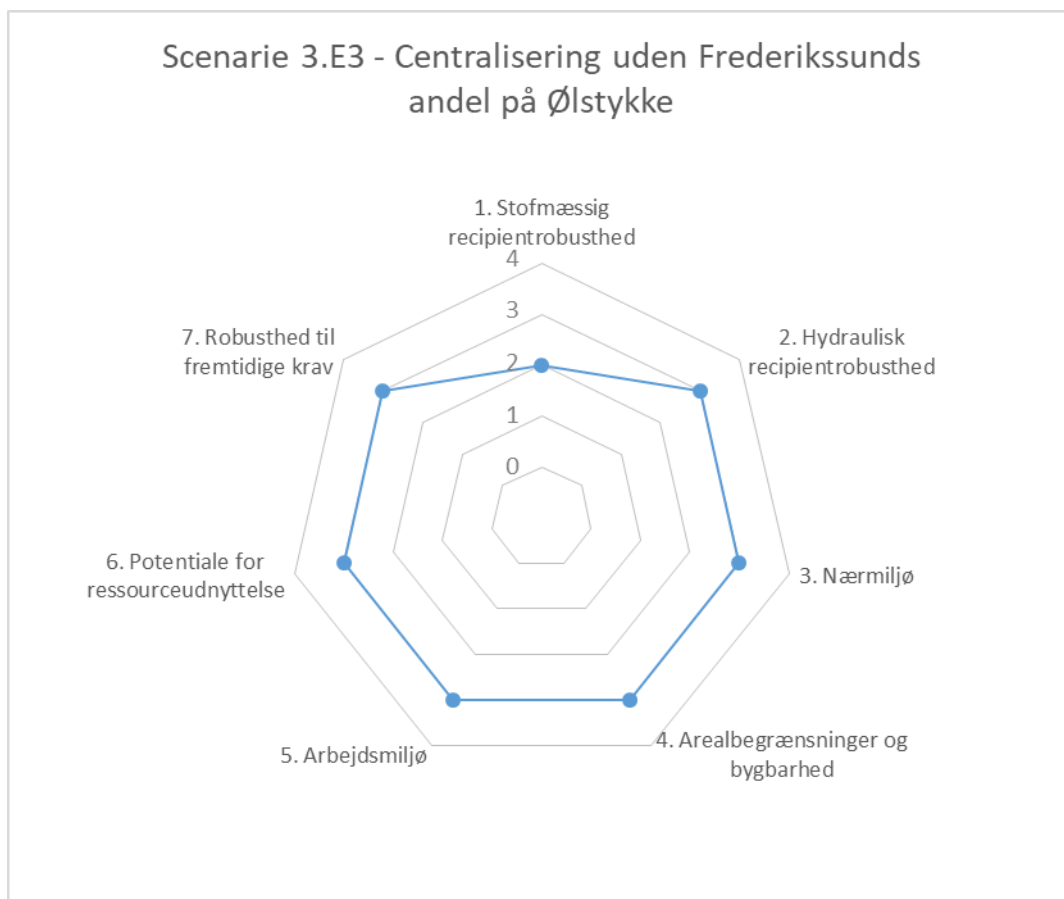 Scenarie 3.E3 - Centralisering uden Frederikssunds
andel på Ølstykke
1. Stofmæssig
recipientrobusthed
4
3
2
1
0
2. Hydraulisk
recipientrobusthed
3. Nærmiljø
4. Arealbegrænsninger og
bygbarhed
5. Arbejdsmiljø
6. Potentiale for
ressourceudnyttelse
7. Robusthed til
fremtidige krav